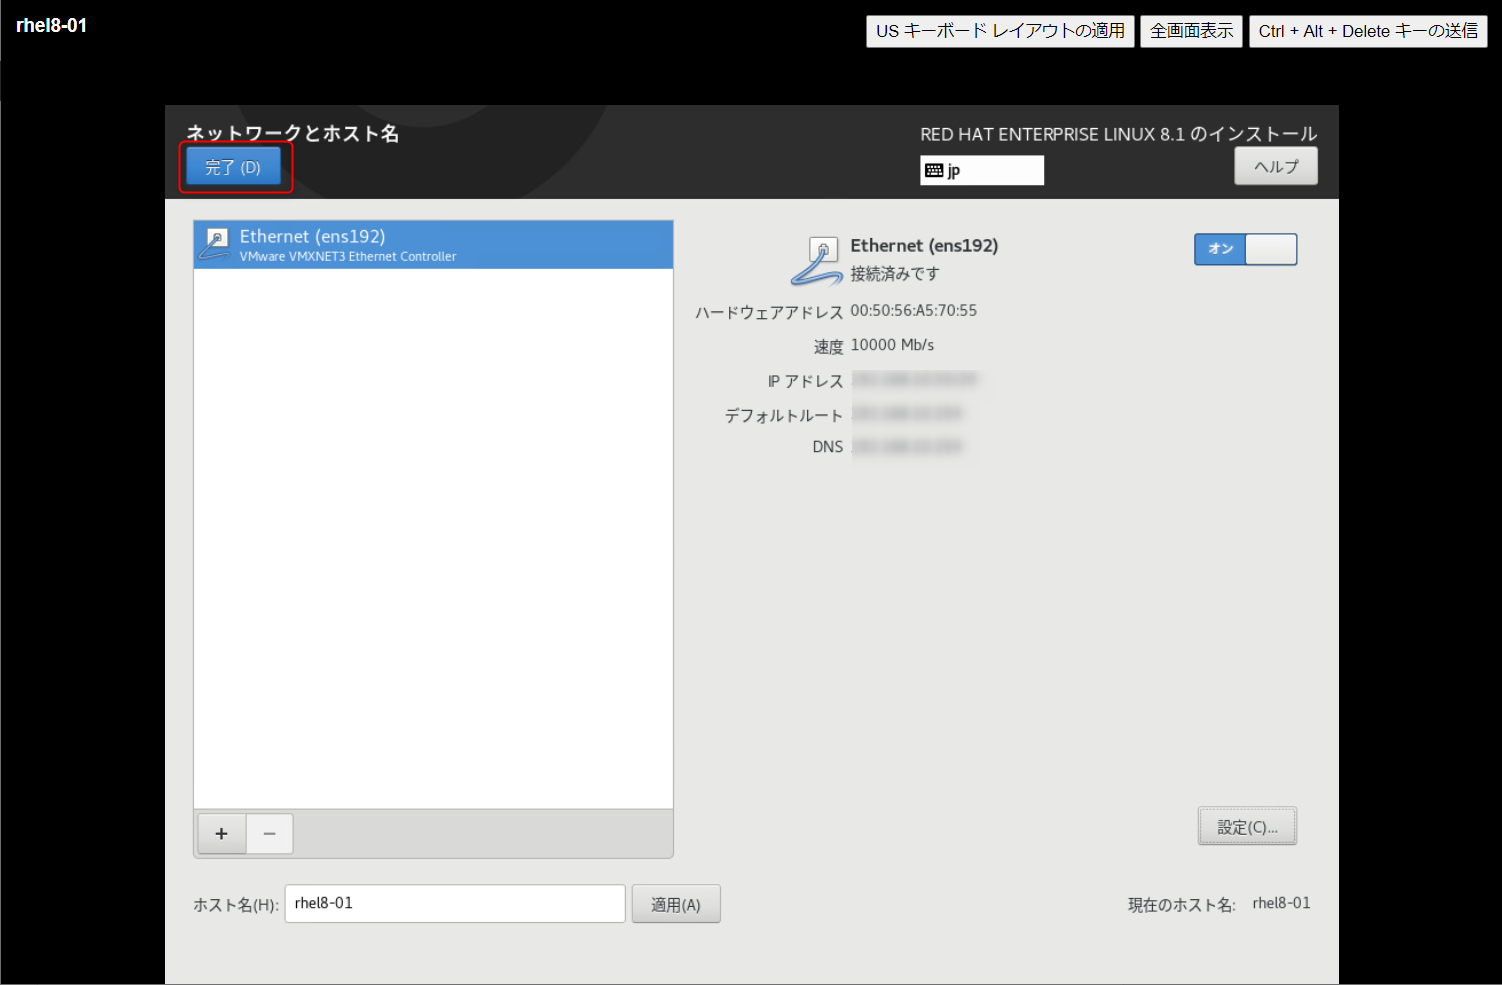 rhel8-01
US キーボード レイアウトの適用
全画面表示
Ctrl + Alt + Delete キーの送信
ネットワークとホスト名
RED HAT ENTERPRISE LINUX 8.1 のインストール
完了 (D)
jp
ヘルプ
Ethernet (ens192)
VMware VMXNET3 Ethernet Controller
Ethernet (ens192)
接続済みです
オン
ハードウェアアドレス 00:50:56:A5:70:55
速度 10000 Mb/s
IP アドレス
デフォルトルート
DNS
+
−
設定(C)...
ホスト名(H): rhel8-01
適用(A)
現在のホスト名: rhel8-01